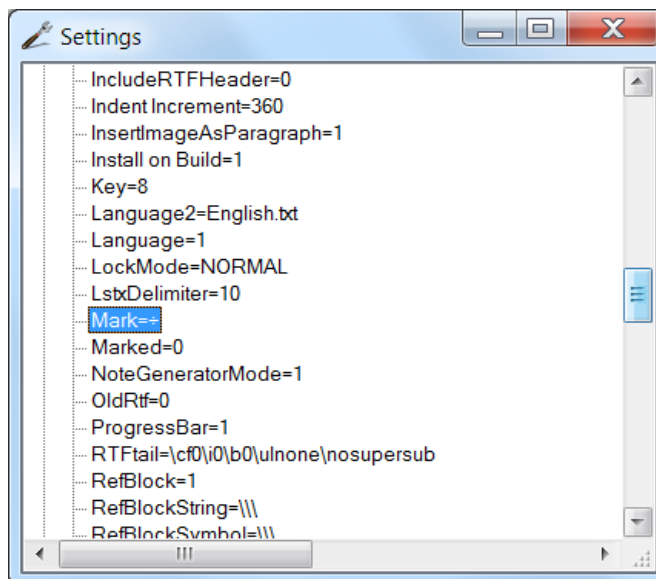 Settings
IncludeRTFHeader=0
Indent Increment=360
InsertImageAsParagraph=1
Install on Build=1
Key=8
Language2=English.txt
Language=1
LockMode=NORMAL
LstxDelimiter=10
Mark=÷
Marked=0
NoteGeneratorMode=1
OldRtf=0
ProgressBar=1
RTFtail=\cf0\i0\b0\ulnone\nosupersub
RefBlock=1
RefBlockString=\\\
RefBlockSymbol=\\\